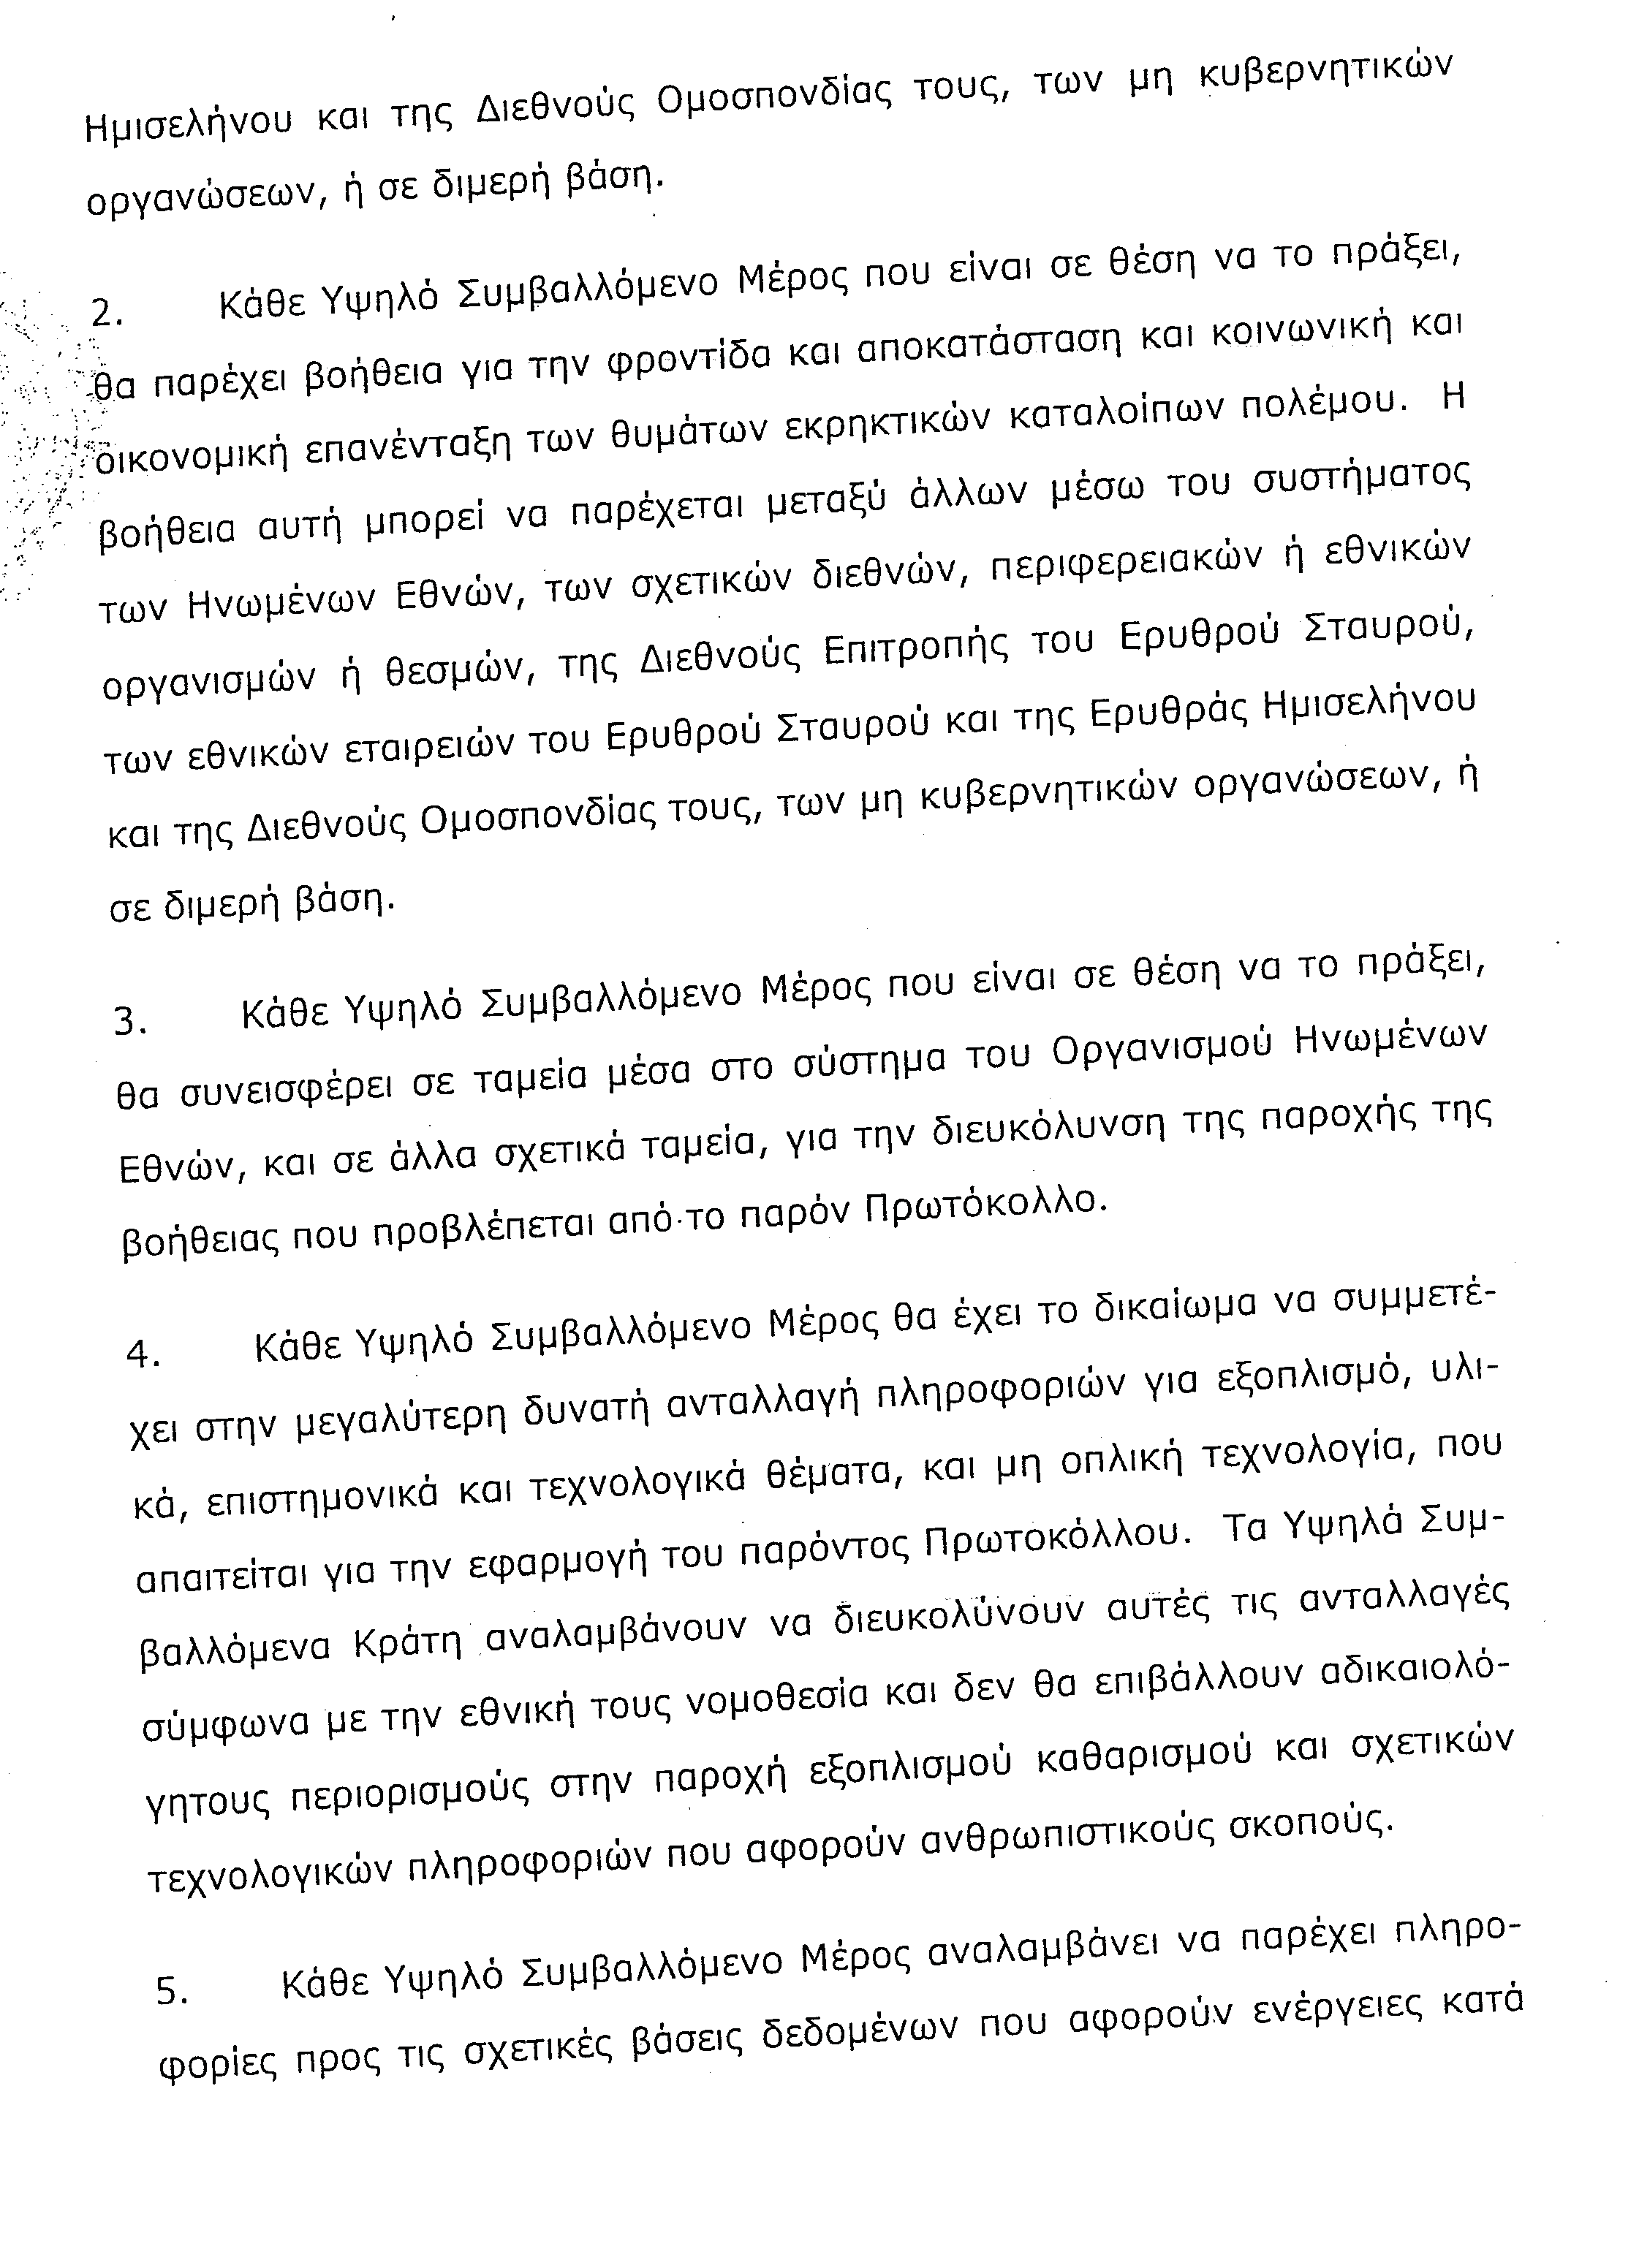 Ημισελήνου και της Διεθνούς Ομοσπονδίας τους, των μη κυβερνητικών
οργανώσεων, ή σε διμερή βάση.
2. Κάθε Υψηλό Συμβαλλόμενο Μέρος που είναι σε θέση να το πράξει,
θα παρέχει βοήθεια για την φροντίδα και αποκατάσταση και κοινωνική και
οικονομική επανένταξη των θυμάτων εκρηκτικών καταλοίπων πολέμου. Η
βοήθεια αυτή μπορεί να παρέχεται μεταξύ άλλων μέσω του συστήματος
των Ηνωμένων Εθνών, των σχετικών διεθνών, περιφερειακών ή εθνικών
οργανισμών ή θεσμών, της Διεθνούς Επιτροπής του Ερυθρού Σταυρού,
των εθνικών εταιρειών του Ερυθρού Σταυρού και της Ερυθράς Ημισελήνου
και της Διεθνούς Ομοσπονδίας τους, των μη κυβερνητικών οργανώσεων, ή
σε διμερή βάση.
3. Κάθε Υψηλό Συμβαλλόμενο Μέρος που είναι σε θέση να το πράξει,
θα συνεισφέρει σε ταμεία μέσα στο σύστημα του Οργανισμού Ηνωμένων
Εθνών, και σε άλλα σχετικά ταμεία, για την διευκόλυνση της παροχής της
βοήθειας που προβλέπεται από το παρόν Πρωτόκολλο.
4. Κάθε Υψηλό Συμβαλλόμενο Μέρος θα έχει το δικαίωμα να συμμετέ-
χει στην μεγαλύτερη δυνατή ανταλλαγή πληροφοριών για εξοπλισμό, υλι-
κά, επιστημονικά και τεχνολογικά θέματα, και μη οπλική τεχνολογία, που
απαιτείται για την εφαρμογή του παρόντος Πρωτοκόλλου. Τα Υψηλά Συμ-
βαλλόμενα Κράτη αναλαμβάνουν να διευκολύνουν αυτές τις ανταλλαγές
σύμφωνα με την εθνική τους νομοθεσία και δεν θα επιβάλλουν αδικαιολό-
γητους περιορισμούς στην παροχή εξοπλισμού καθαρισμού και σχετικών
τεχνολογικών πληροφοριών που αφορούν ανθρωπιστικούς σκοπούς.
5. Κάθε Υψηλό Συμβαλλόμενο Μέρος αναλαμβάνει να παρέχει πληρο-
φορίες προς τις σχετικές βάσεις δεδομένων που αφορούν ενέργειες κατά